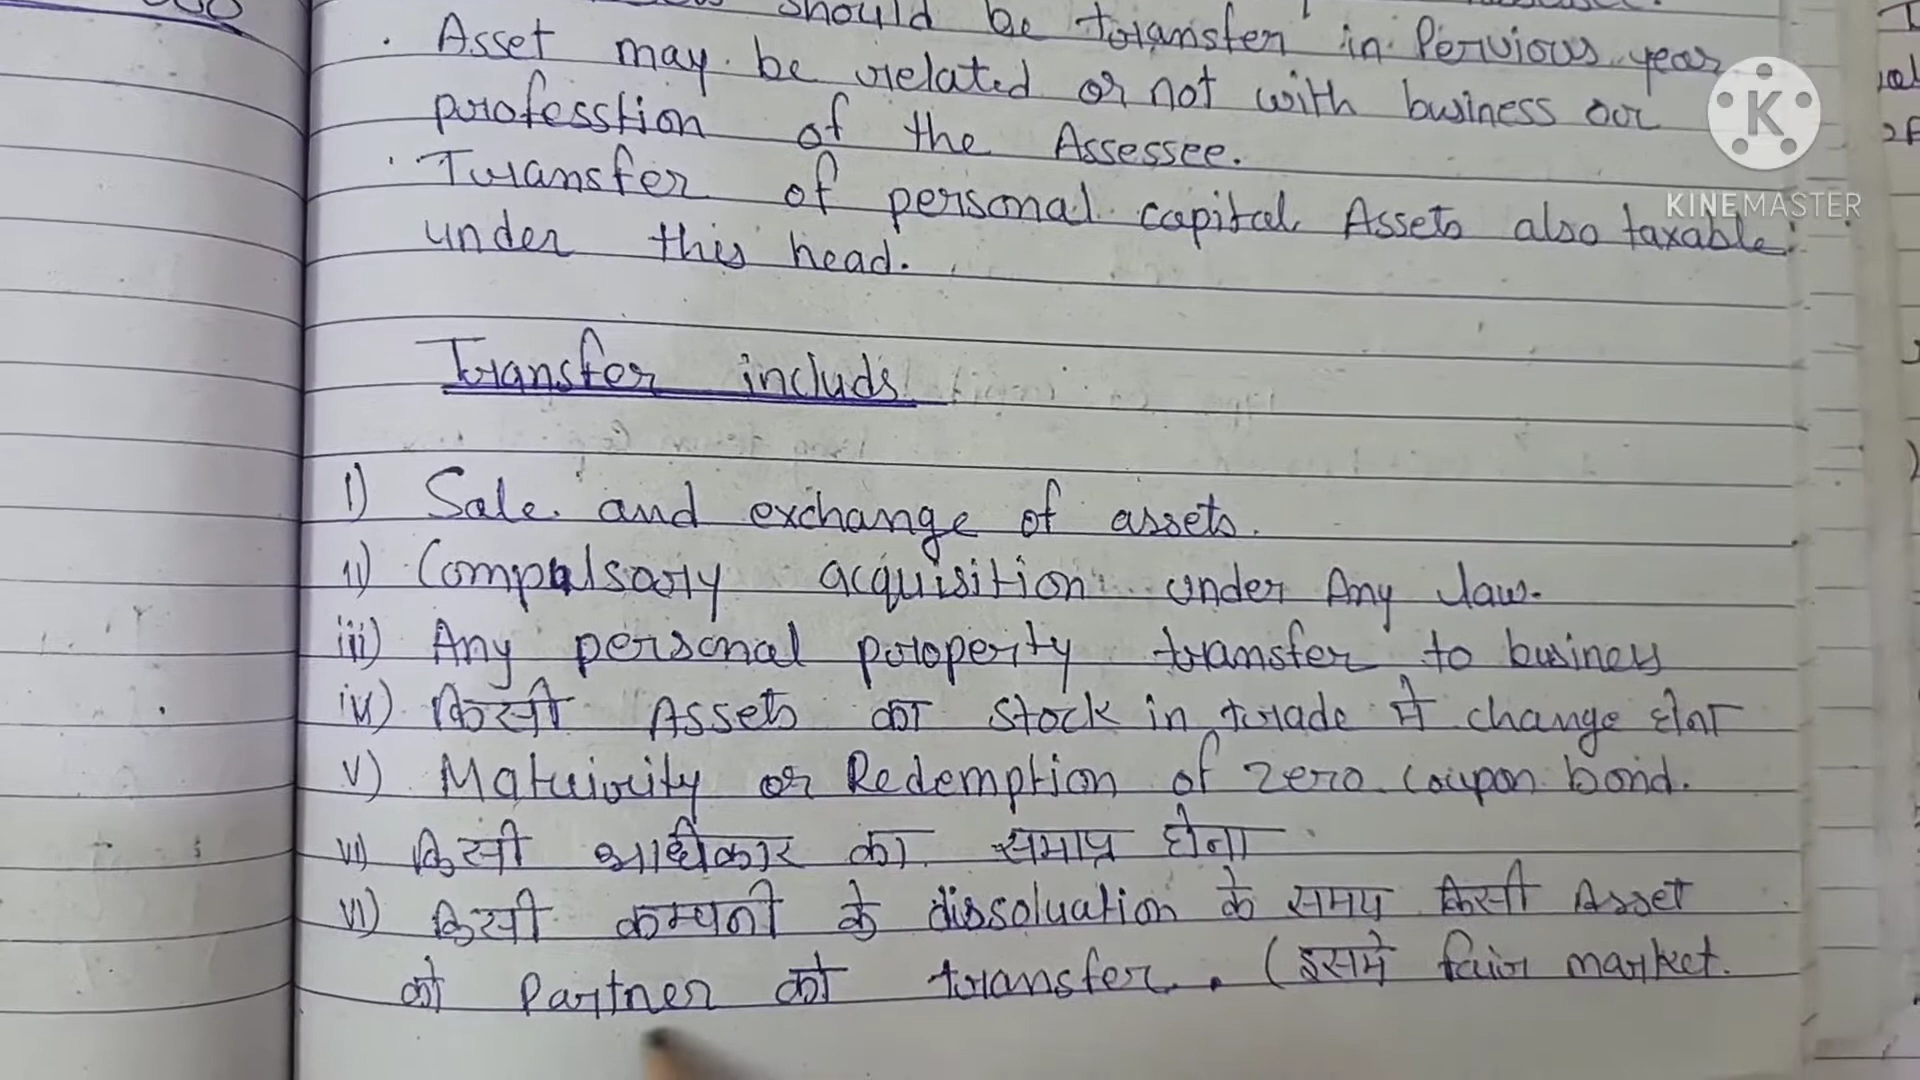 should be transfer in Pervious year
. Asset may be related or not with business or
professtion of the Assessee.
. Transfer of personal capital Assets also taxable
under this head.
Transfer includs
i) Sale and exchange of assets.
ii) Compulsory acquisition under Any law.
iii) Any personal property transfer to business
iv) किसी Assets का stock in trade में change होना
v) Maturity or Redemption of zero coupon bond.
vi) किसी अधीकार का समाप्त होना
vi) किसी कम्पनी के dissoluation के समय किसी Asset
को Partner को transfer. (इसमे fair market.
K
KINEMASTER